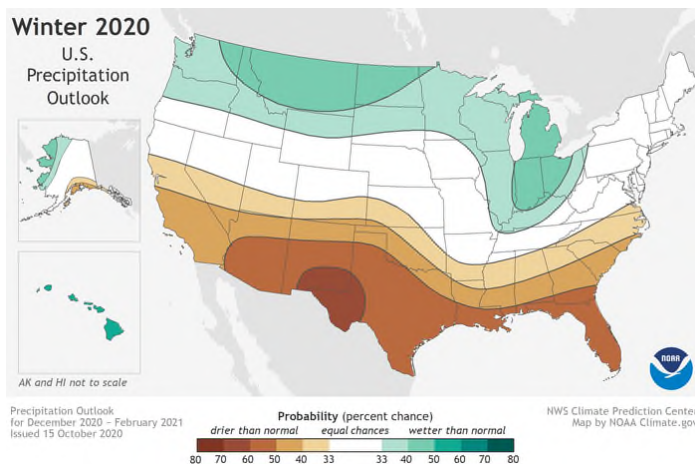 Winter 2020
U.S.
Precipitation
Outlook
AK and HI not to scale
NOAA
Precipitation Outlook
for December 2020 – February 2021
Issued 15 October 2020
Probability (percent chance)
drier than normal equal chances wetter than normal
80 70 60 50 40 33 33 40 50 60 70 80
NWS Climate Prediction Center
Map by NOAA Climate.gov